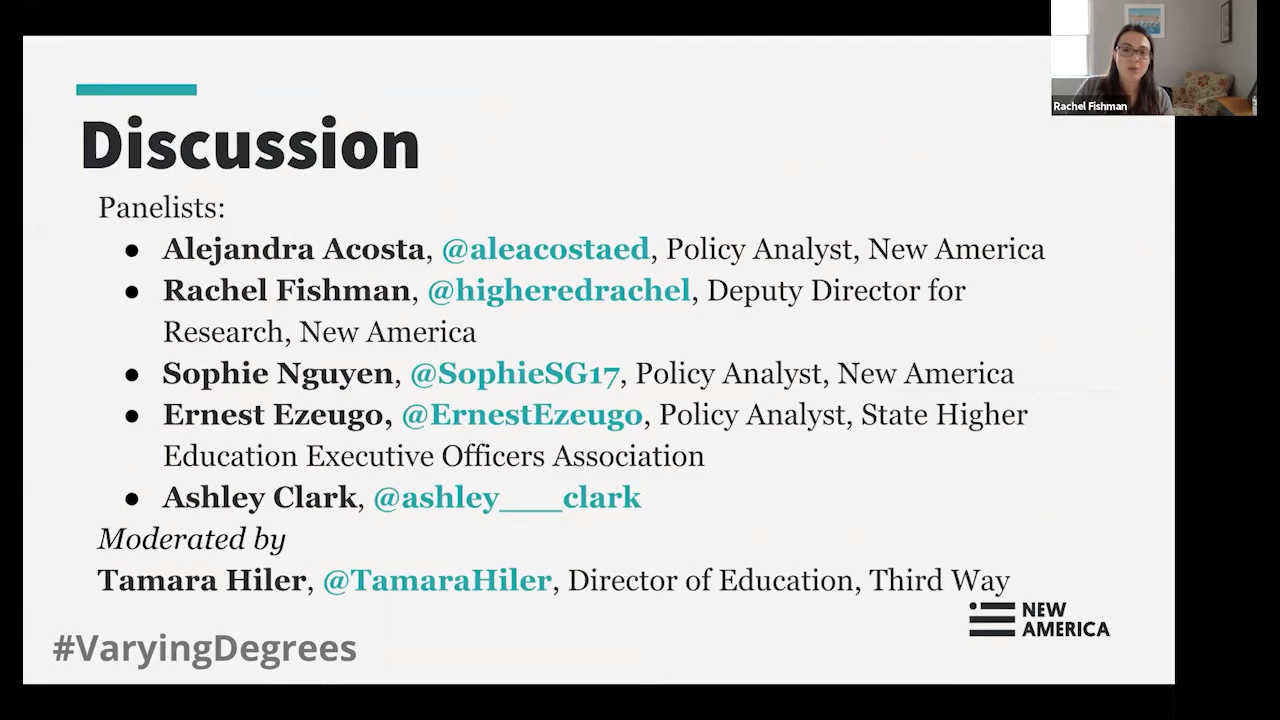 Rachel Fishman
Discussion
Panelists:
● Alejandra Acosta, @aleacostaed, Policy Analyst, New America
● Rachel Fishman, @higheredrachel, Deputy Director for
Research, New America
● Sophie Nguyen, @SophieSG17, Policy Analyst, New America
● Ernest Ezeugo, @ErnestEzeugo, Policy Analyst, State Higher
Education Executive Officers Association
● Ashley Clark, @ashley___clark
Moderated by
Tamara Hiler, @TamaraHiler, Director of Education, Third Way
NEW
AMERICA
#VaryingDegrees